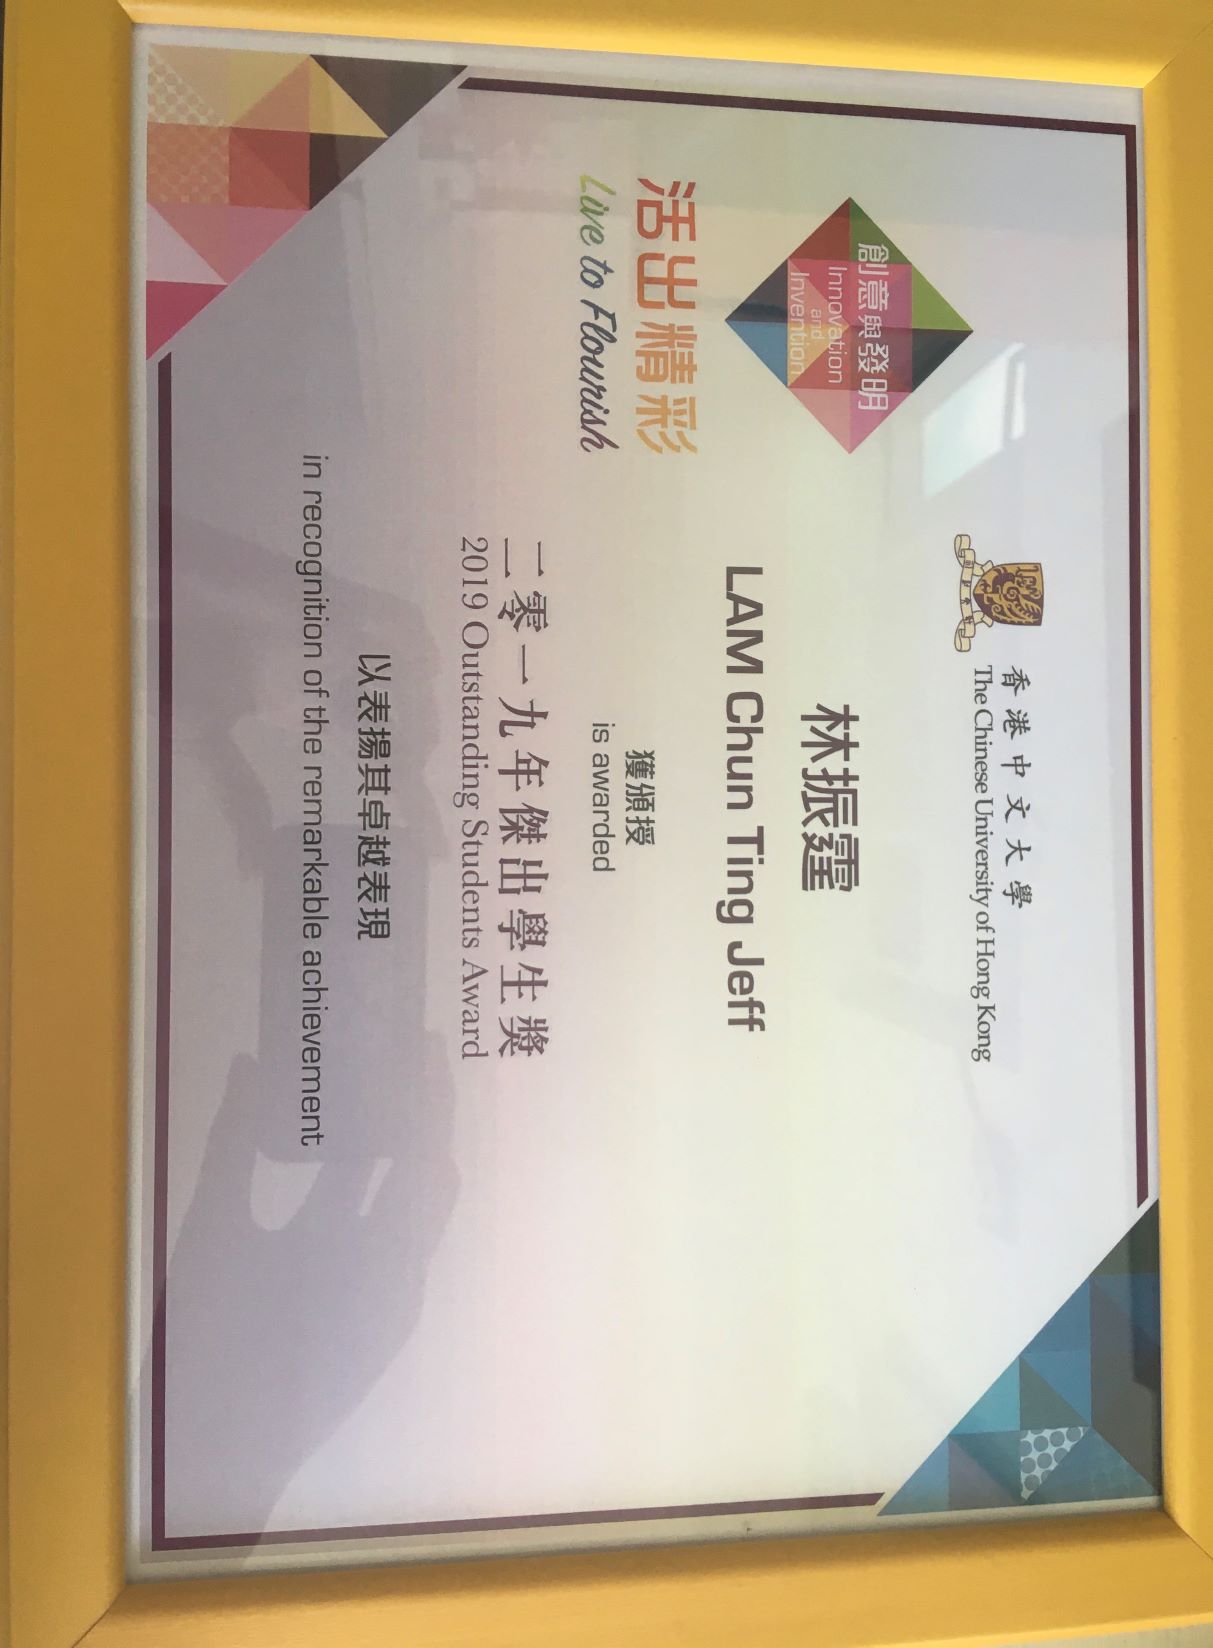 香港中文大學
The Chinese University of Hong Kong
創意與發明
Innovation
and
Invention
林振霆
LAM Chun Ting Jeff
活出精彩
Live to Flourish
獲頒授
is awarded
二零一九年傑出學生獎
2019 Outstanding Students Award
以表揚其卓越表現
in recognition of the remarkable achievement